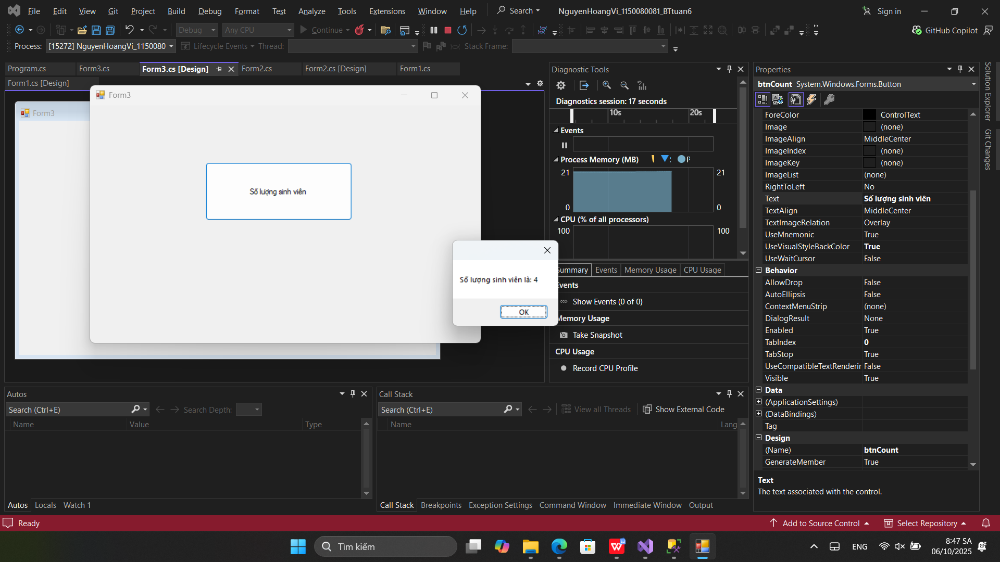 File Edit View Git Project Build Debug Format Test Analyze Tools Extensions Window Help Search NguyenHoangVi_1150080081_BTtuan6 Sign in
Debug Any CPU Continue GitHub Copilot
Process: [15272] NguyenHoangVi_1150080 Lifecycle Events Thread: Stack Frame:
Program.cs Form3.cs Form3.cs [Design] Form2.cs Form2.cs [Design] Form1.cs
Form1.cs [Design]
Form3
Form3
Số lượng sinh viên
Số lượng sinh viên là: 4
OK
Diagnostic Tools
Diagnostics session: 17 seconds
10s 20s
Events
Process Memory (MB) P
21 21
0 0
CPU (% of all processors)
100 100
Summary Events Memory Usage CPU Usage
Events
Show Events (0 of 0)
Memory Usage
Take Snapshot
CPU Usage
Record CPU Profile
Properties
btnCount System.Windows.Forms.Button
ForeColor ControlText
Image (none)
ImageAlign MiddleCenter
ImageIndex (none)
ImageKey (none)
ImageList (none)
RightToLeft No
Text Số lượng sinh viên
TextAlign MiddleCenter
TextImageRelation Overlay
UseMnemonic True
UseVisualStyleBackColor True
UseWaitCursor False
Behavior
AllowDrop False
AutoEllipsis False
ContextMenuStrip (none)
DialogResult None
Enabled True
TabIndex 0
TabStop True
UseCompatibleTextRenderin False
Visible True
Data
(ApplicationSettings)
(DataBindings)
Tag
Design
(Name) btnCount
GenerateMember True
Text
The text associated with the control.
Solution Explorer
Git Changes
Autos
Search (Ctrl+E) Search Depth:
Name Value Type
Autos Locals Watch 1
Call Stack
Search (Ctrl+E) View all Threads Show External Code
Name Lang
Call Stack Breakpoints Exception Settings Command Window Immediate Window Output
Ready Add to Source Control Select Repository
Tìm kiếm
ENG
8:47 SA
06/10/2025